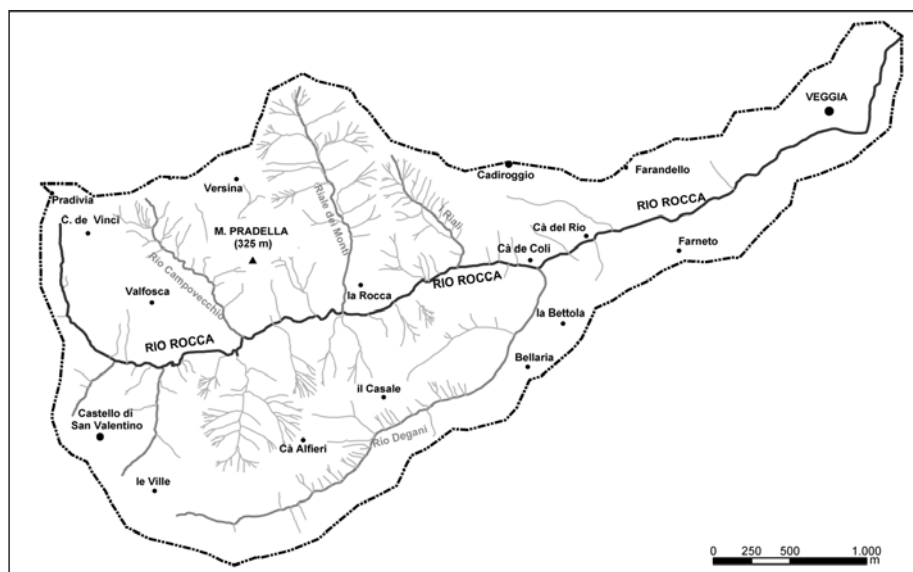 VEGGIA
Cadiroggio
Farandello
Versina
Pradivia
C. de Vinci
Riale dei Monti
I Riali
RIO ROCCA
M. PRADELLA
(325 m)
Cà del Rio
Farneto
Cà de Coli
Rio Campovecchio
RIO ROCCA
Valfosca
la Rocca
la Bettola
RIO ROCCA
Bellaria
il Casale
Castello di
San Valentino
Cà Alfieri
Rio Degani
le Ville
0 250 500 1.000
m